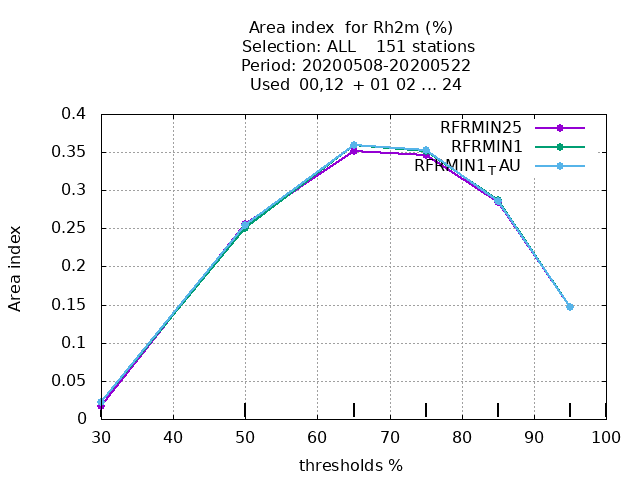 Area index  for Rh2m (%)
Selection: ALL    151 stations
Period: 20200508-20200522
Used  00,12  + 01 02 ... 24
RFRMIN25
RFRMIN1
RFRMIN1TAU
0.4
0.35
0.3
0.25
0.2
0.15
0.1
0.05
0
Area index
30 40 50 60 70 80 90 100
thresholds %